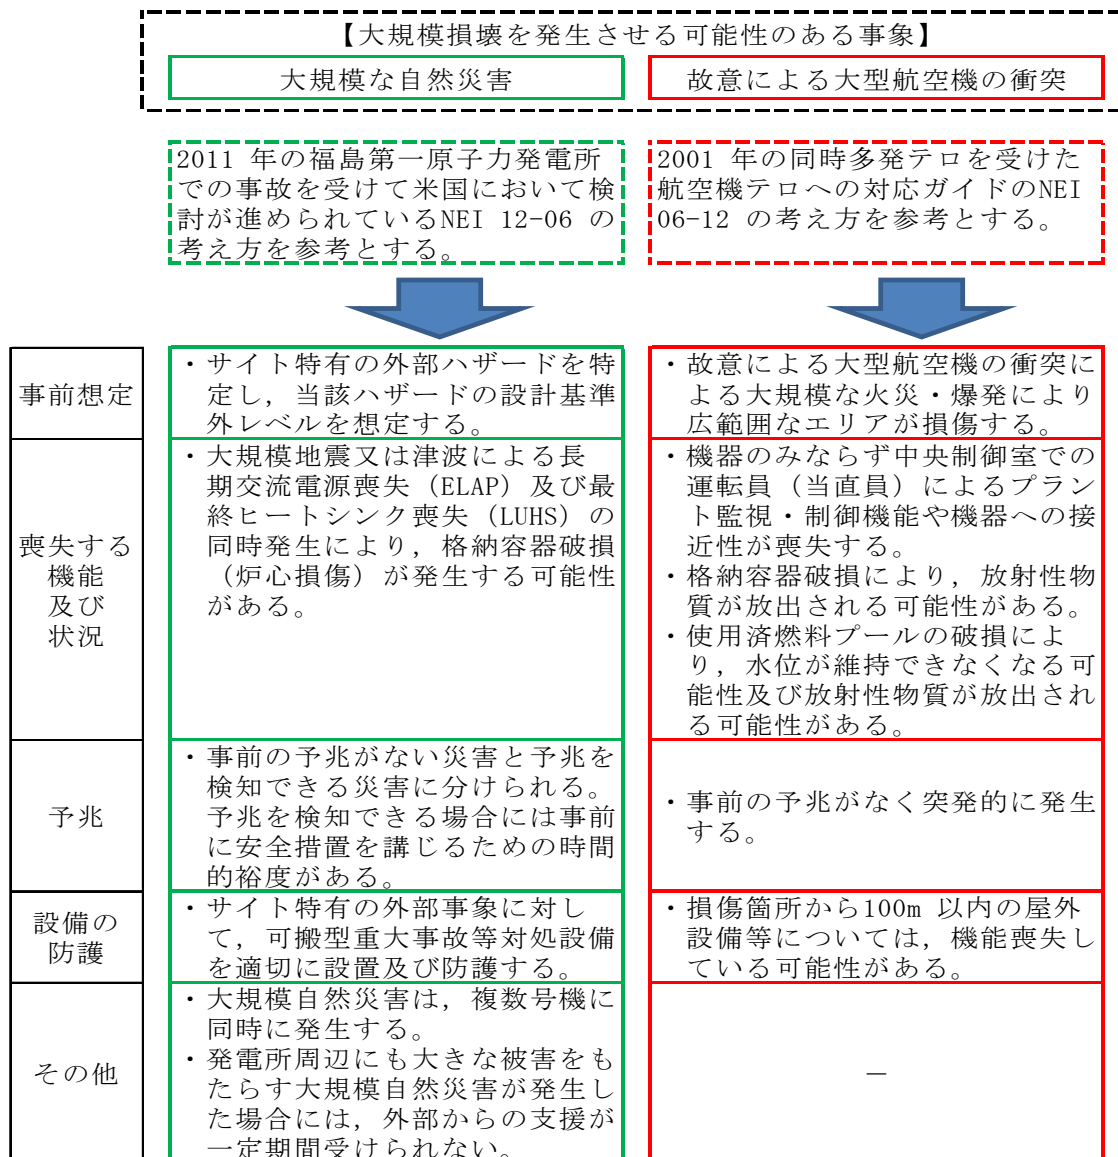 【大規模損壊を発生させる可能性のある事象】
大規模な自然災害
故意による大型航空機の衝突
2011 年の福島第一原子力発電所
での事故を受けて米国において検
討が進められているNEI 12-06 の
考え方を参考とする。
2001 年の同時多発テロを受けた
航空機テロへの対応ガイドのNEI
06-12 の考え方を参考とする。
事前想定
・サイト特有の外部ハザードを特
定し，当該ハザードの設計基準
外レベルを想定する。
・故意による大型航空機の衝突に
よる大規模な火災・爆発により
広範囲なエリアが損傷する。
喪失する
機能
及び
状況
・大規模地震又は津波による長
期交流電源喪失（ELAP）及び最
終ヒートシンク喪失（LUHS）の
同時発生により，格納容器破損
（炉心損傷）が発生する可能性
がある。
・機器のみならず中央制御室での
運転員（当直員）によるプラン
ト監視・制御機能や機器への接
近性が喪失する。
・格納容器破損により，放射性物
質が放出される可能性がある。
・使用済燃料プールの破損によ
り，水位が維持できなくなる可
能性及び放射性物質が放出され
る可能性がある。
予兆
・事前の予兆がない災害と予兆を
検知できる災害に分けられる。
予兆を検知できる場合には事前
に安全措置を講じるための時間
的裕度がある。
・事前の予兆がなく突発的に発生
する。
設備の
防護
・サイト特有の外部事象に対し
て，可搬型重大事故等対処設備
を適切に設置及び防護する。
・損傷箇所から100m 以内の屋外
設備等については，機能喪失し
ている可能性がある。
その他
・大規模自然災害は，複数号機に
同時に発生する。
・発電所周辺にも大きな被害をも
たらす大規模自然災害が発生し
た場合には，外部からの支援が
一定期間受けられない。
－